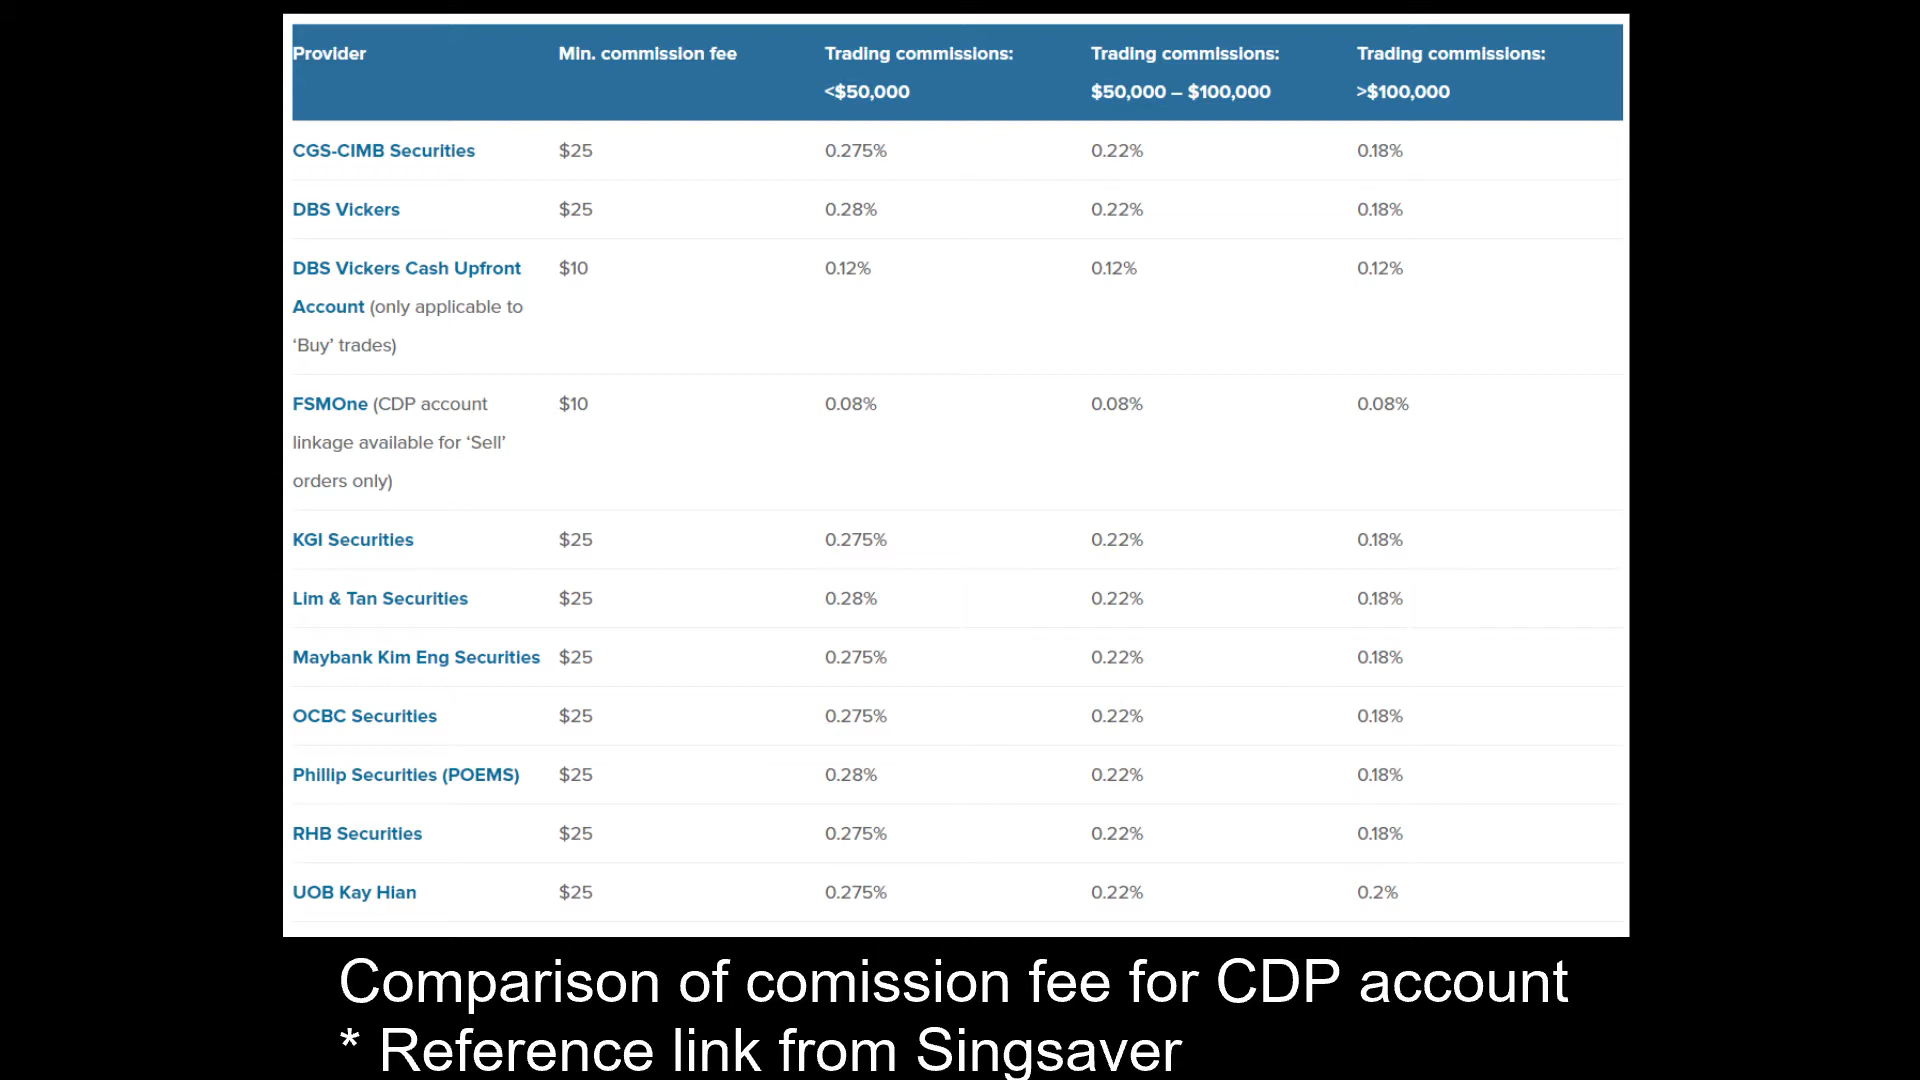 Provider Min. commission fee Trading commissions: Trading commissions: Trading commissions:
<$50,000 $50,000 – $100,000 >$100,000
CGS-CIMB Securities $25 0.275% 0.22% 0.18%
DBS Vickers $25 0.28% 0.22% 0.18%
DBS Vickers Cash Upfront $10 0.12% 0.12% 0.12%
Account (only applicable to
‘Buy’ trades)
FSMOne (CDP account $10 0.08% 0.08% 0.08%
linkage available for ‘Sell’
orders only)
KGI Securities $25 0.275% 0.22% 0.18%
Lim & Tan Securities $25 0.28% 0.22% 0.18%
Maybank Kim Eng Securities $25 0.275% 0.22% 0.18%
OCBC Securities $25 0.275% 0.22% 0.18%
Phillip Securities (POEMS) $25 0.28% 0.22% 0.18%
RHB Securities $25 0.275% 0.22% 0.18%
UOB Kay Hian $25 0.275% 0.22% 0.2%
Comparison of comission fee for CDP account
* Reference link from Singsaver